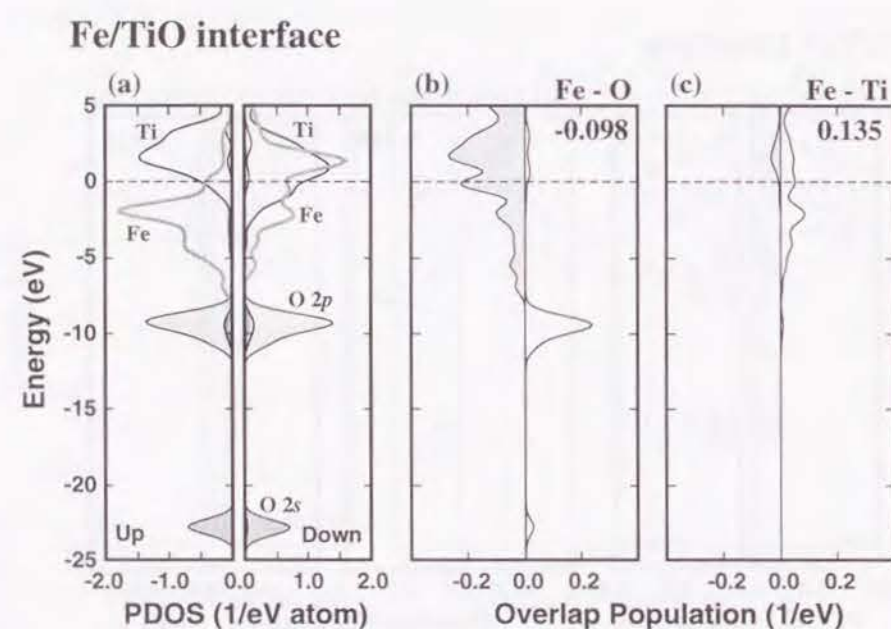 Fe/TiO interface
(a)
(b) Fe - O
-0.098
(c) Fe - Ti
0.135
Energy (eV)
5
0
-5
-10
-15
-20
-25
Ti
Fe
Up
Ti
Fe
O 2p
O 2s
Down
-2.0 -1.0 0.0 1.0 2.0
PDOS (1/eV atom)
-0.2 0.0 0.2
-0.2 0.0 0.2
Overlap Population (1/eV)